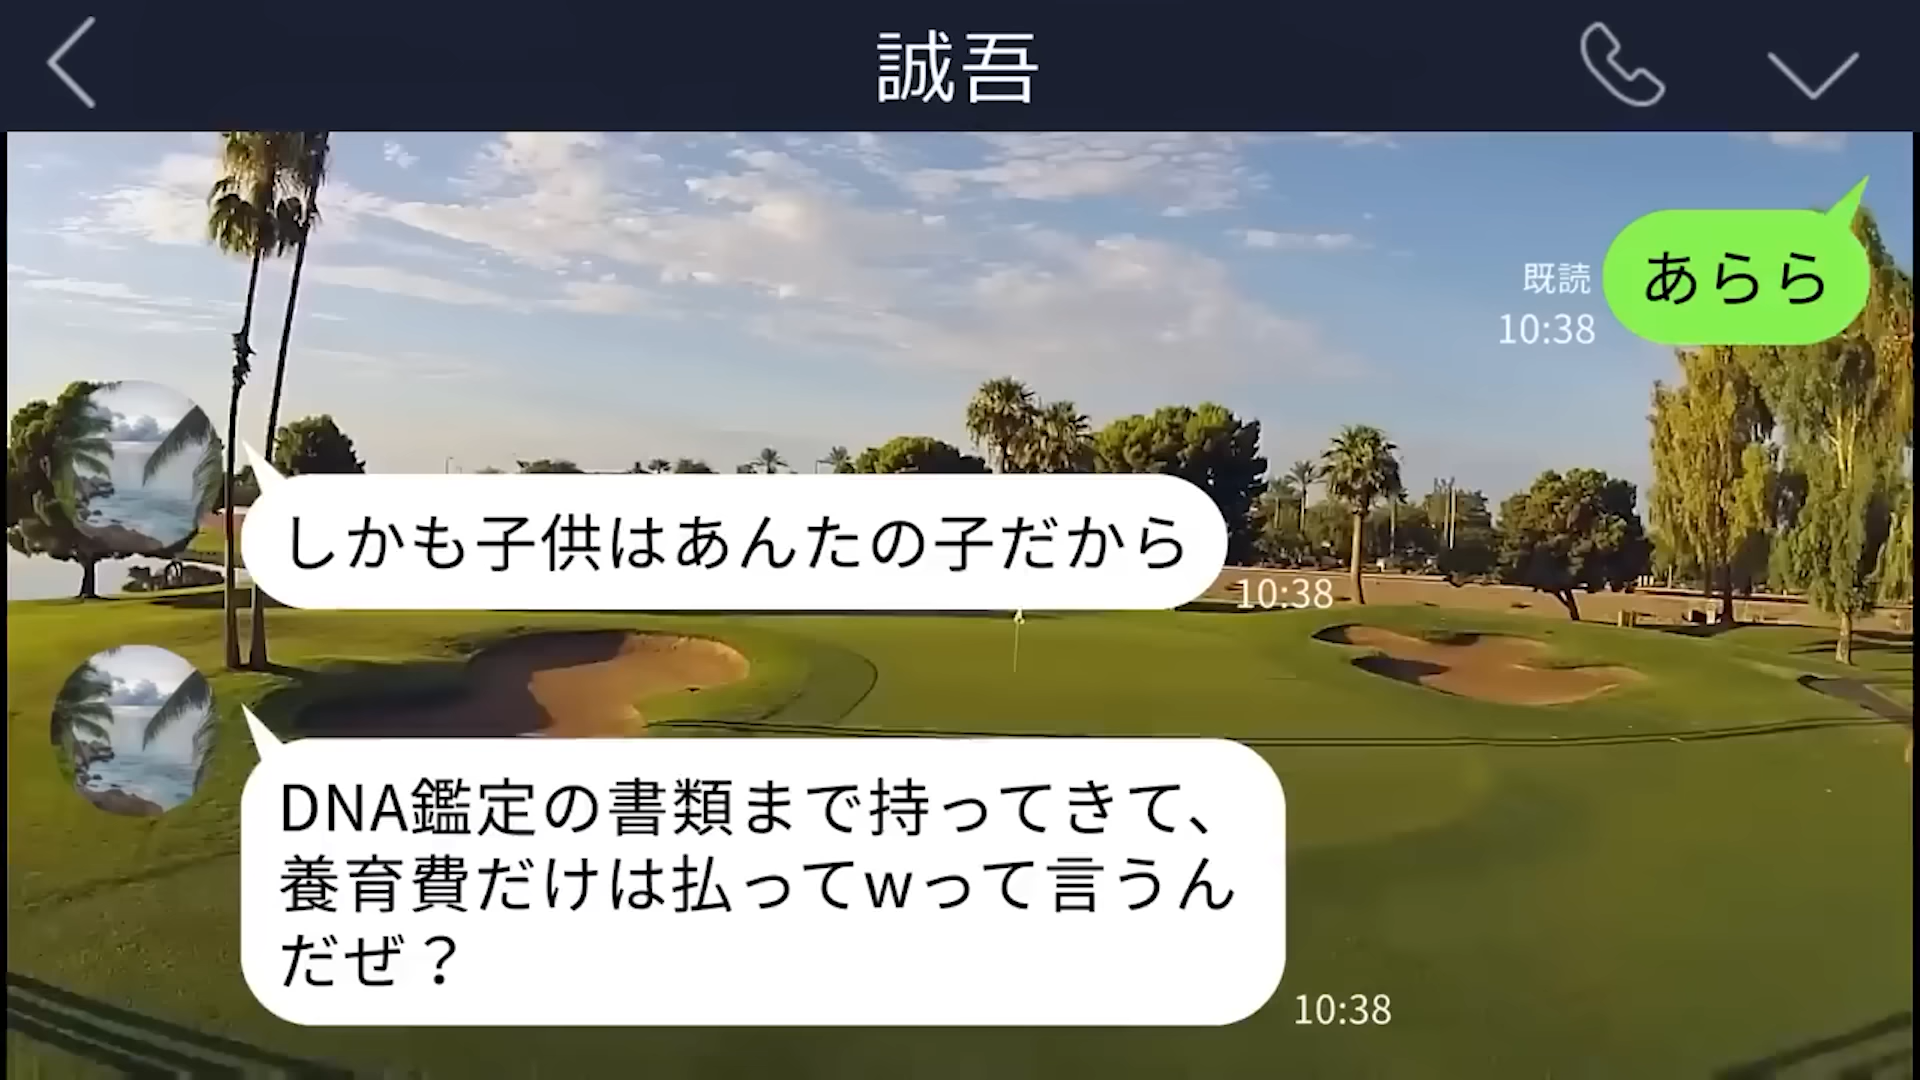 誠吾
あらら
既読
10:38
しかも子供はあんたの子だから
10:38
DNA鑑定の書類まで持ってきて、
養育費だけは払ってwって言うん
だぜ？
10:38